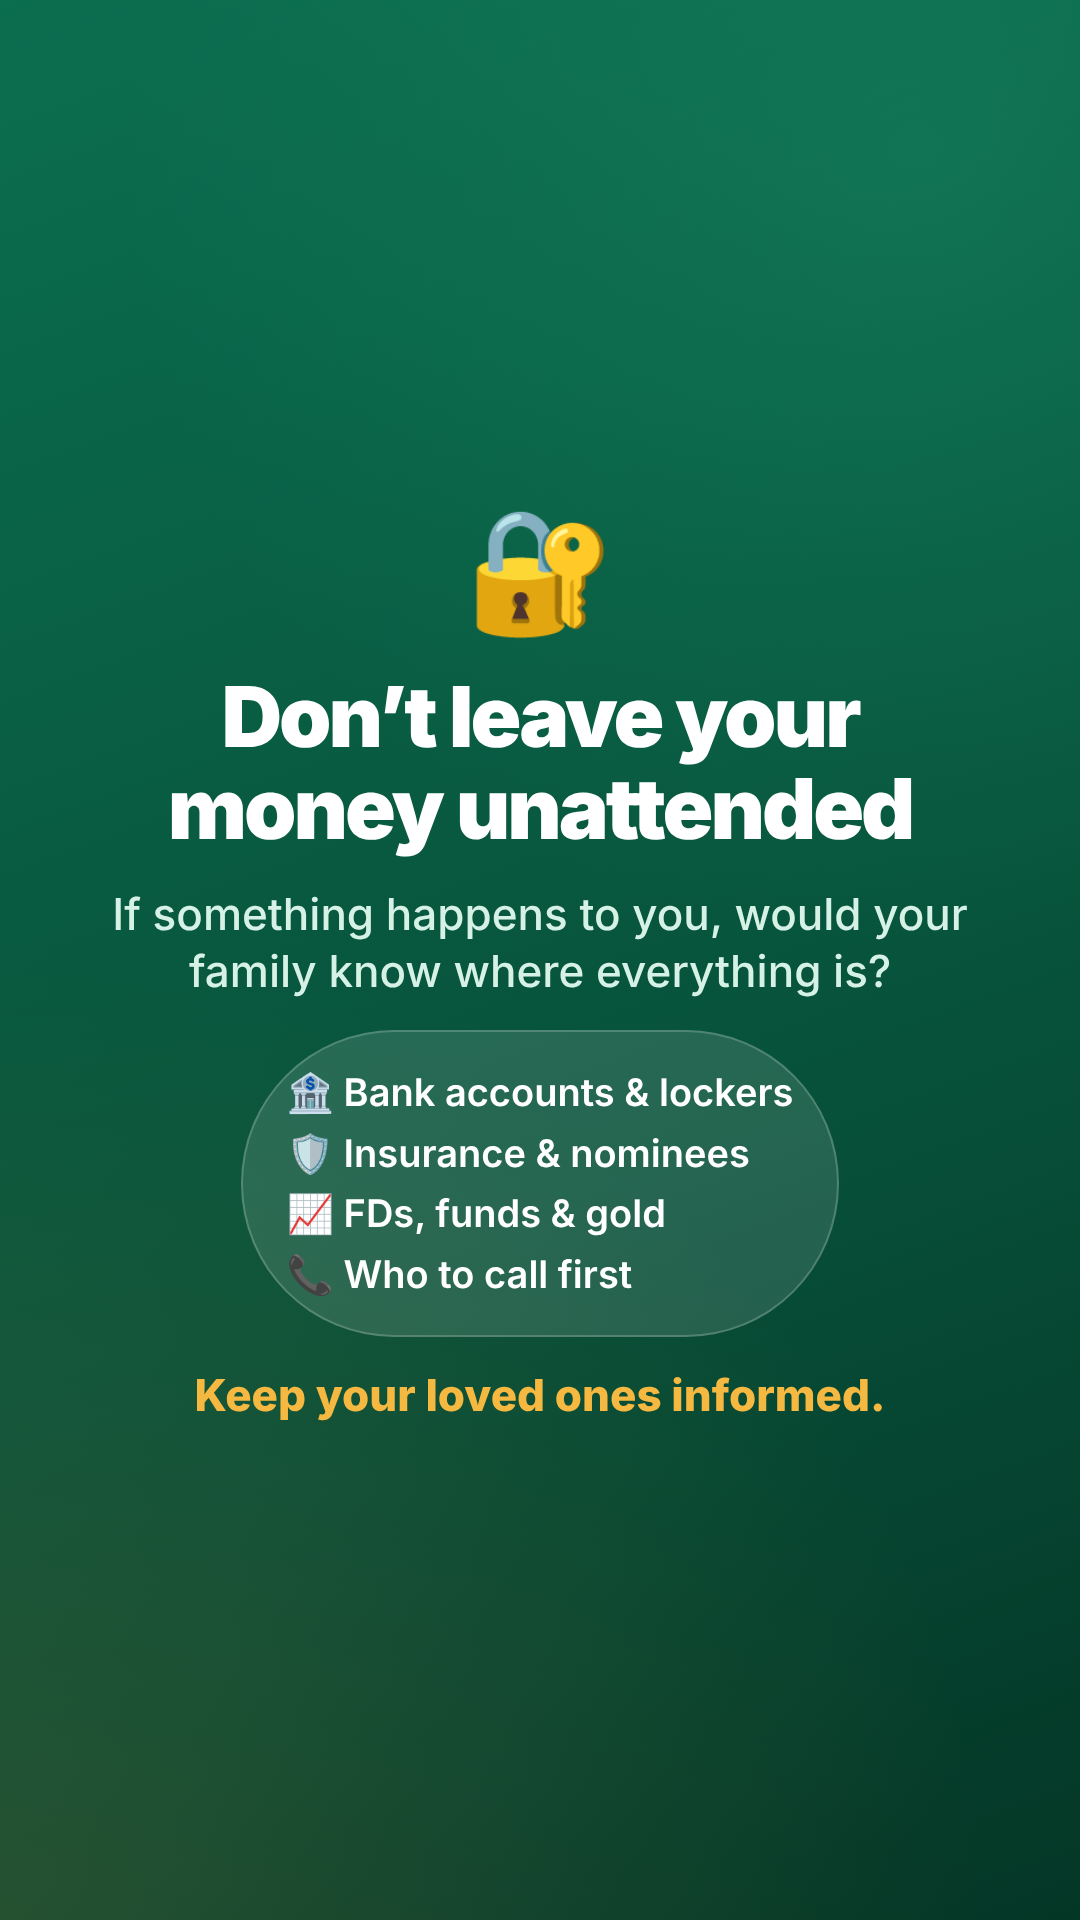 Don’t leave your
money unattended
If something happens to you, would your
family know where everything is?
🏦 Bank accounts & lockers
🛡️ Insurance & nominees
📈 FDs, funds & gold
📞 Who to call first
Keep your loved ones informed.